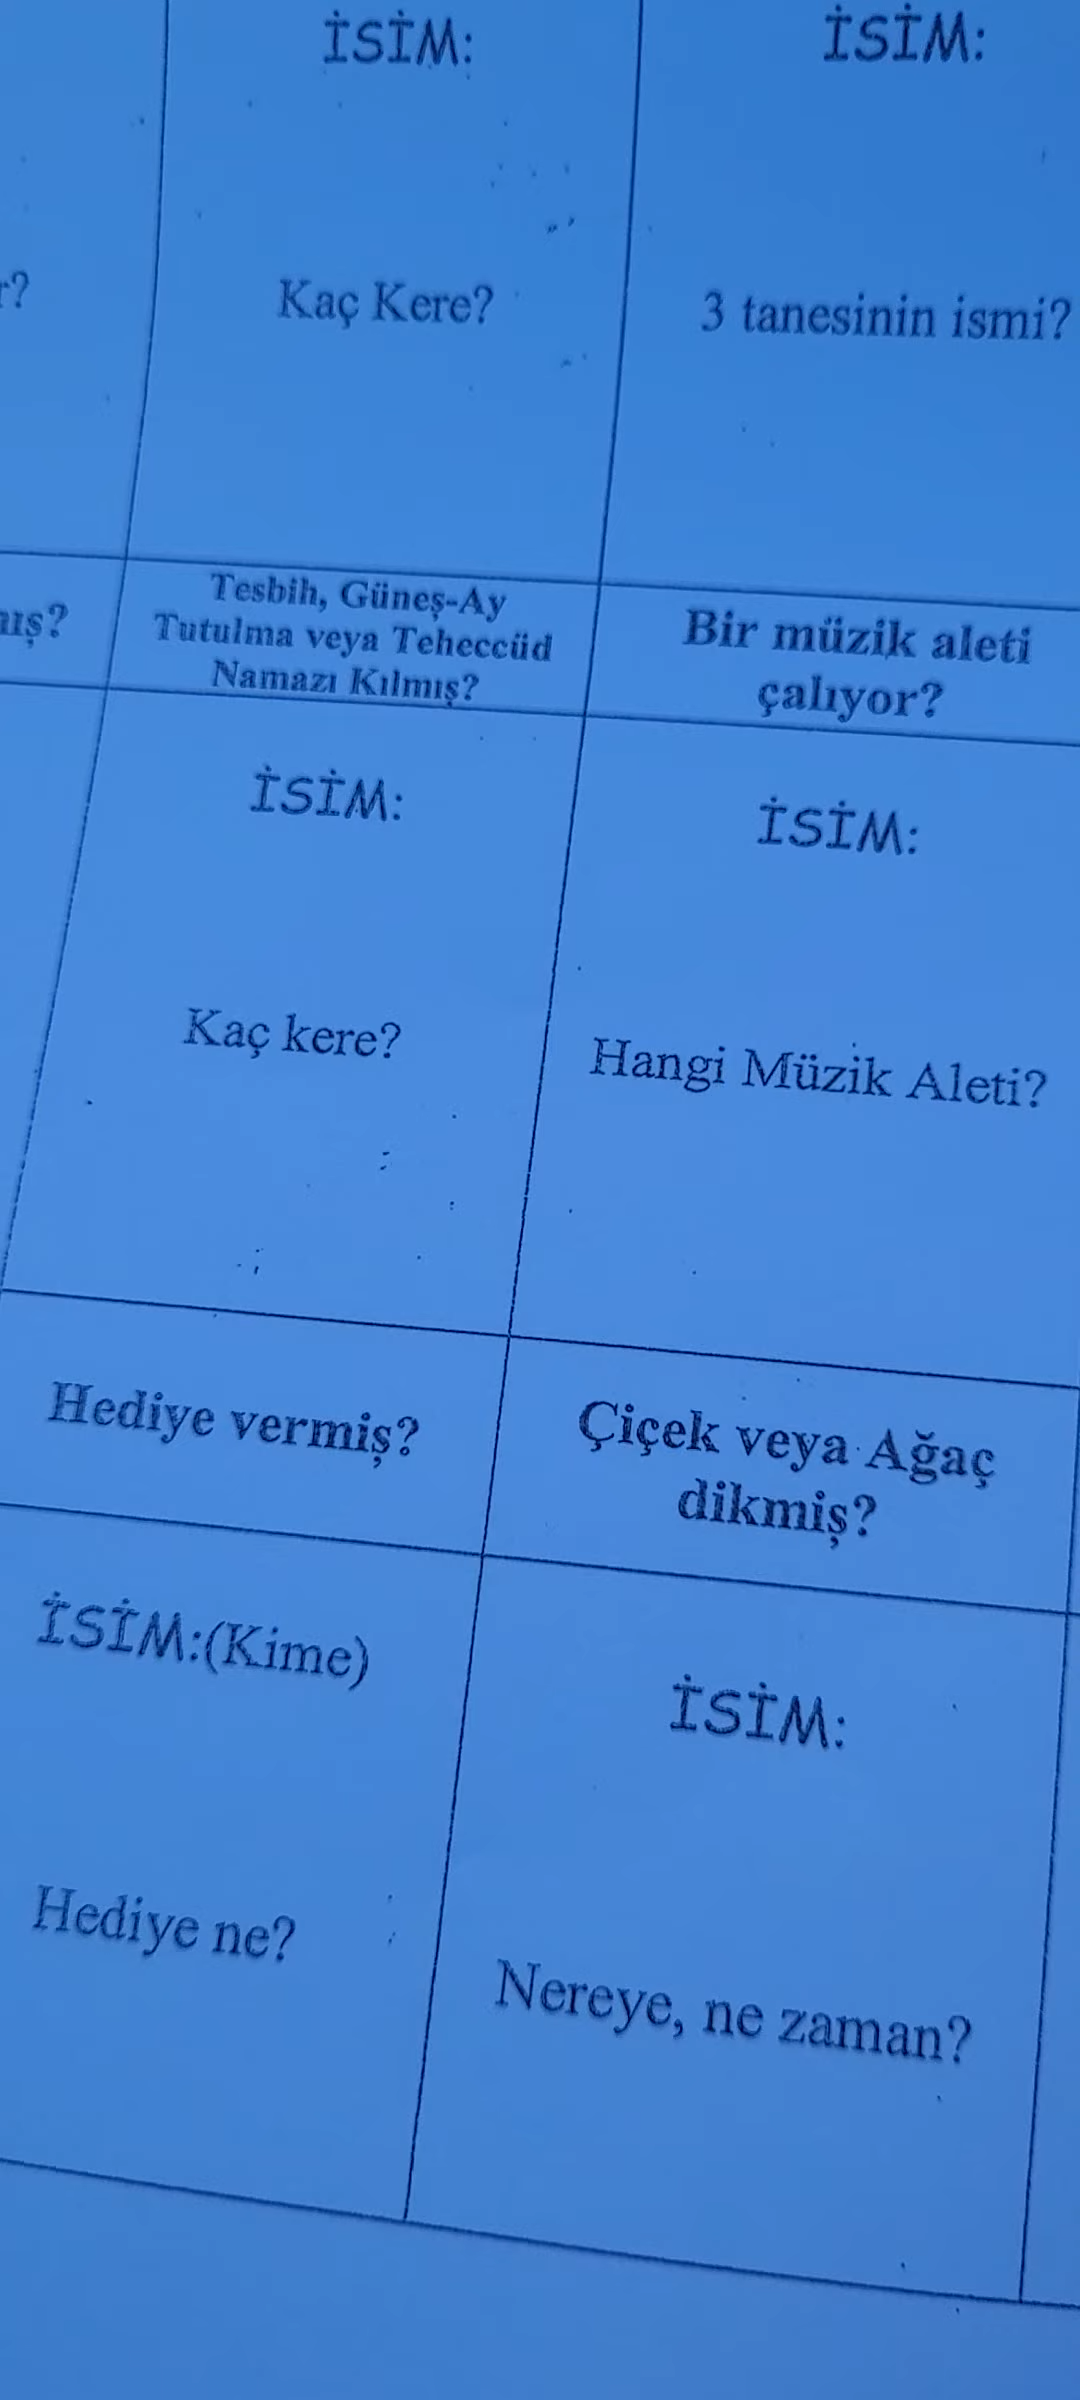 İSİM:
İSİM:
Kaç Kere?
3 tanesinin ismi?
Tesbih, Güneş-Ay
Tutulma veya Teheccüd
Namazı Kılmış?
Bir müzik aleti
çalıyor?
İSİM:
İSİM:
Kaç kere?
Hangi Müzik Aleti?
Hediye vermiş?
Çiçek veya Ağaç
dikmiş?
İSİM:(Kime)
İSİM:
Hediye ne?
Nereye, ne zaman?